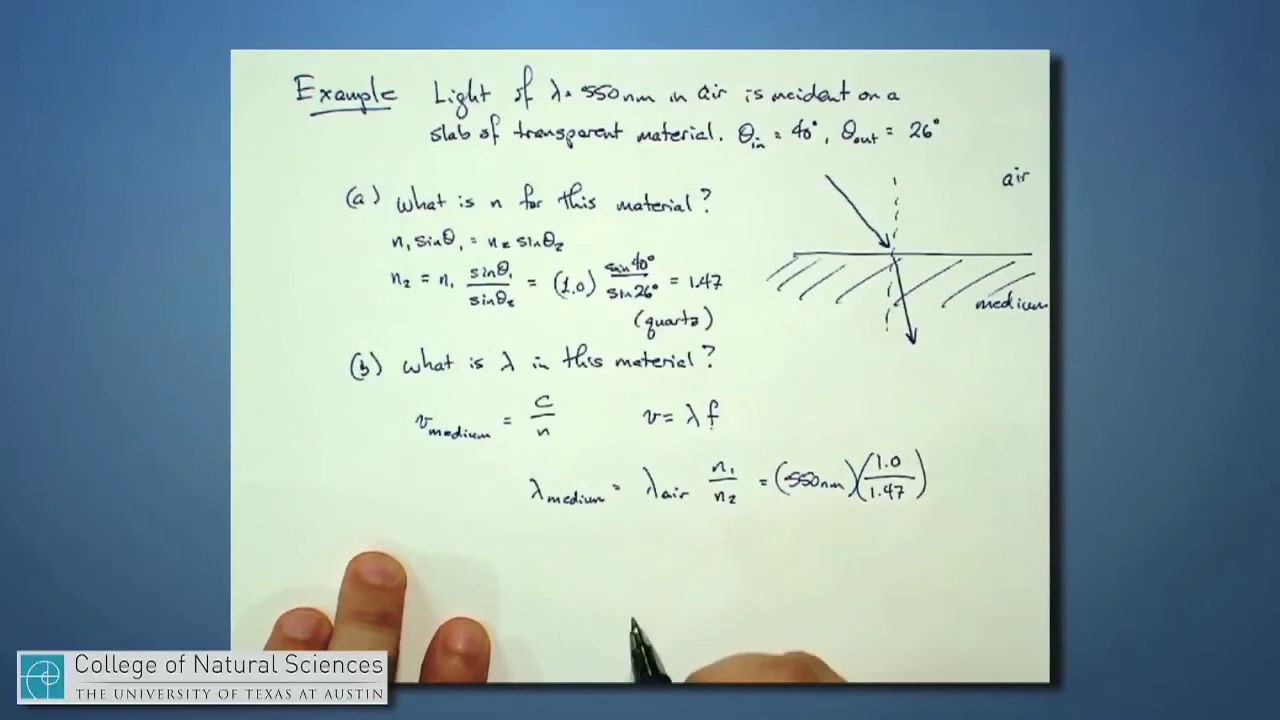 Example Light of λ = 550nm in air is incident on a
slab of transparent material. θin = 40°, θout = 26°
air
(a) what is n for this material?
n₁ sinθ₁ = n₂ sinθ₂
n₂ = n₁ sinθ₁/sinθ₂ = (1.0) sin40°/sin26° = 1.47
(quartz)
medium
(b) what is λ in this material?
vmedium = c/n v = λf
λmedium = λair n₁/n₂ = (550nm)(1.0/1.47)
College of Natural Sciences
THE UNIVERSITY OF TEXAS AT AUSTIN